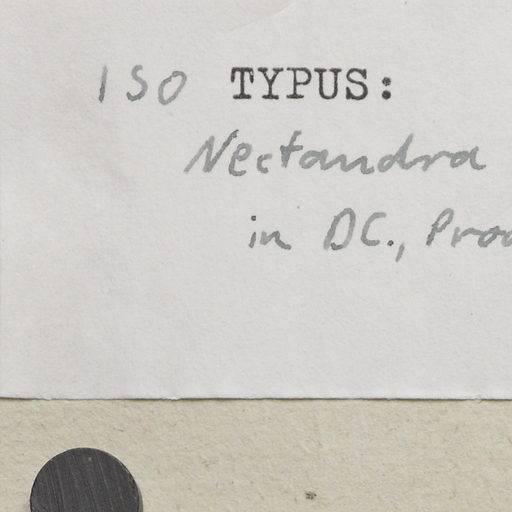 ISO TYPUS:
Nectandra
in DC., Prod